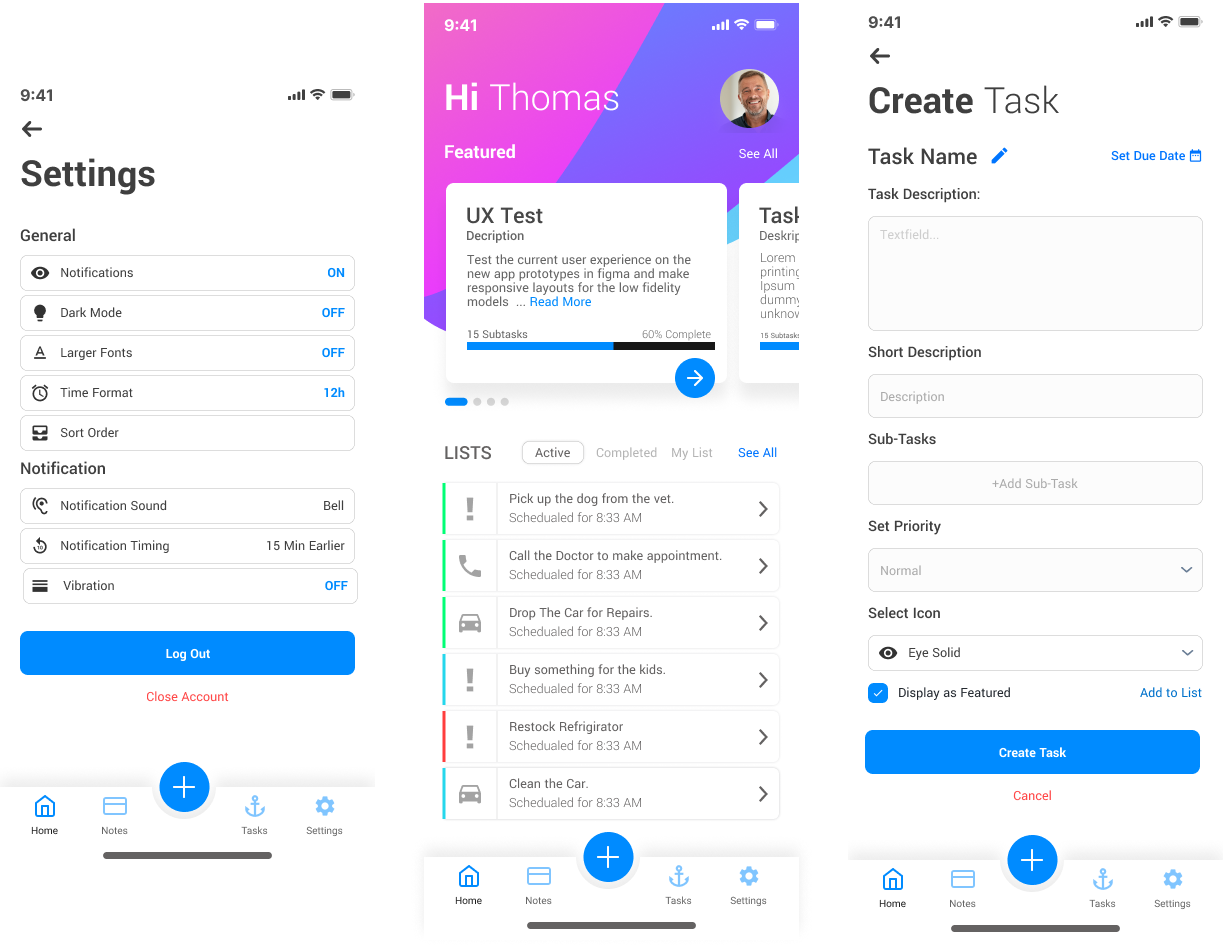 9:41
Settings
General
Notifications ON
Dark Mode OFF
Larger Fonts OFF
Time Format 12h
Sort Order
Notification
Notification Sound Bell
Notification Timing 15 Min Earlier
Vibration OFF
Log Out
Close Account
Home Notes Tasks Settings
9:41
Hi Thomas
Featured See All
UX Test
Decription
Test the current user experience on the
new app prototypes in figma and make
responsive layouts for the low fidelity
models ... Read More
15 Subtasks 60% Complete
Task
Deskrip
Lorem
printing
Ipsum
dummy
unknow
15 Subtasks
LISTS Active Completed My List See All
Pick up the dog from the vet.
Schedualed for 8:33 AM
Call the Doctor to make appointment.
Schedualed for 8:33 AM
Drop The Car for Repairs.
Schedualed for 8:33 AM
Buy something for the kids.
Schedualed for 8:33 AM
Restock Refrigirator
Schedualed for 8:33 AM
Clean the Car.
Schedualed for 8:33 AM
Home Notes Tasks Settings
9:41
Create Task
Task Name Set Due Date
Task Description:
Textfield...
Short Description
Description
Sub-Tasks
+Add Sub-Task
Set Priority
Normal
Select Icon
Eye Solid
Display as Featured Add to List
Create Task
Cancel
Home Notes Tasks Settings